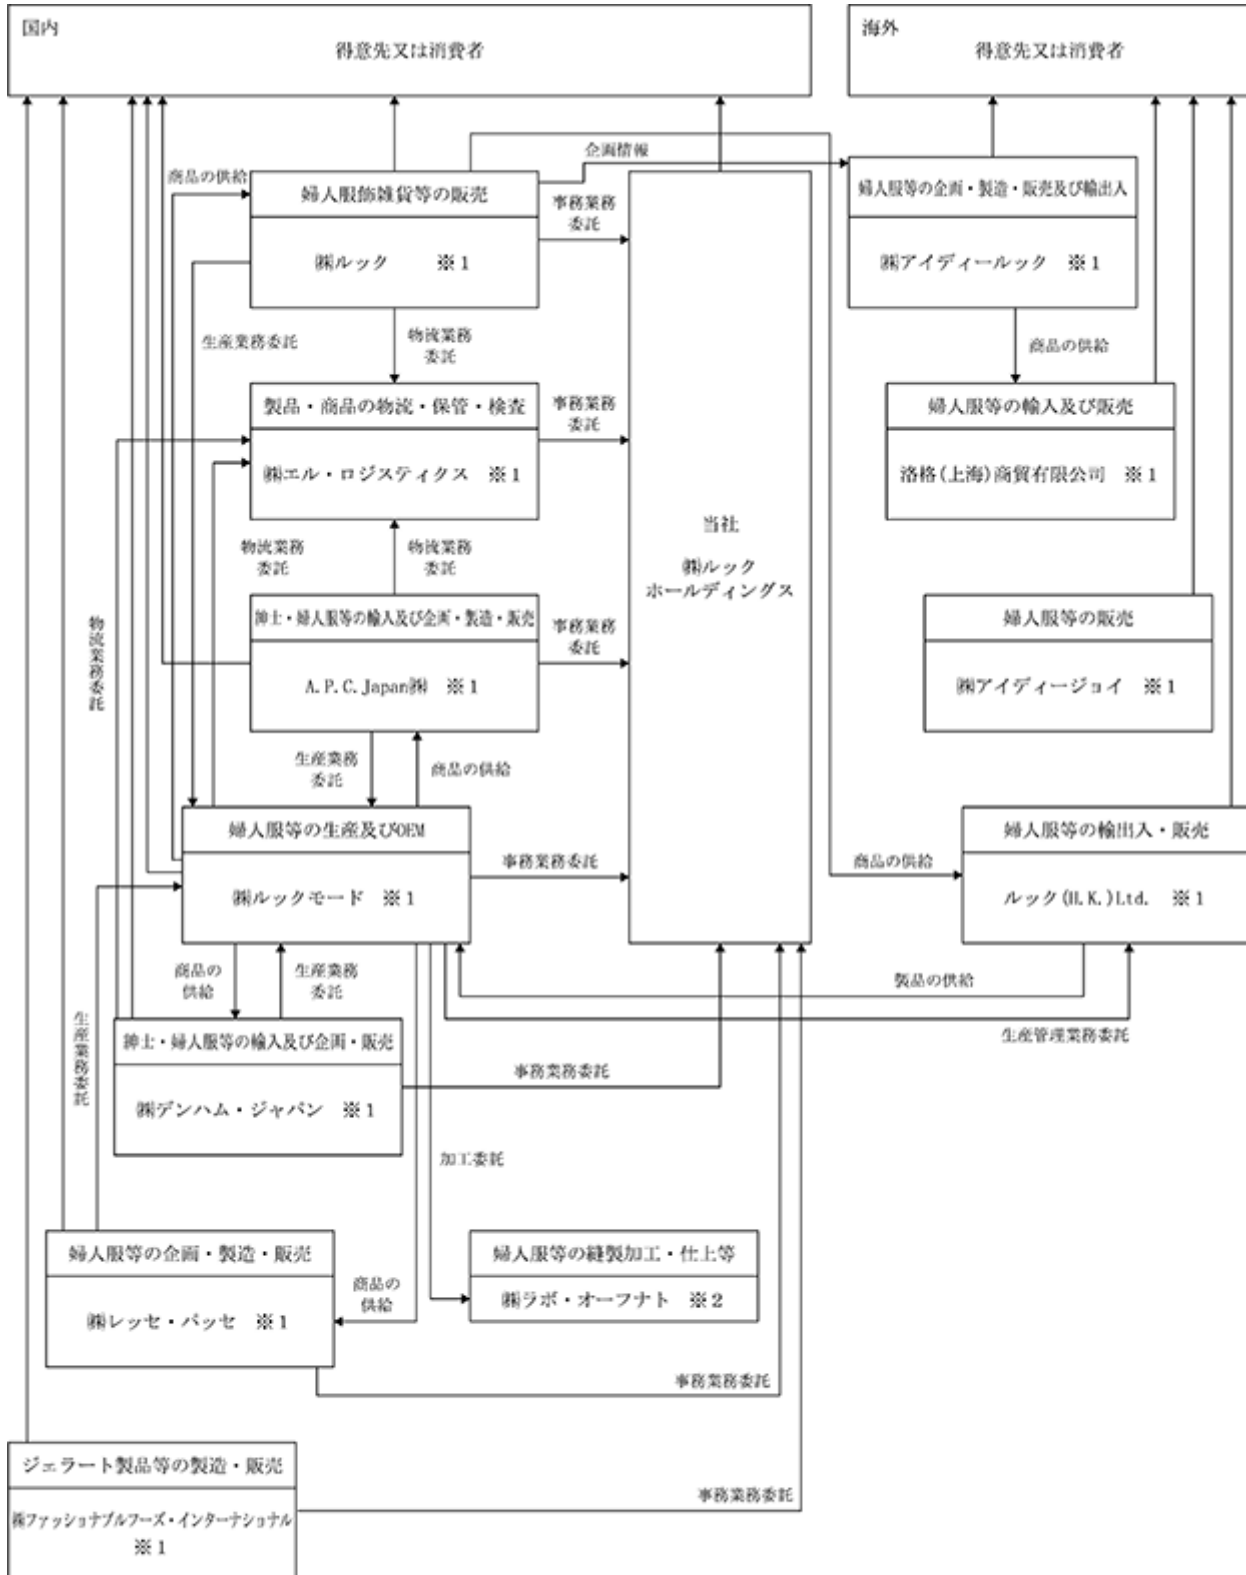 国内
得意先又は消費者
海外
得意先又は消費者
企画情報
商品の供給
婦人服飾雑貨等の販売
㈱ルック ※1
事務業務
委託
婦人服等の企画・製造・販売及び輸出入
㈱アイディールック ※1
生産業務委託
物流業務
委託
商品の供給
製品・商品の物流・保管・検査
㈱エル・ロジスティクス ※1
事務業務
委託
婦人服等の輸入及び販売
洛格(上海)商貿有限公司 ※1
当社
㈱ルック
ホールディングス
物流業務
委託
物流業務
委託
物流業務委託
紳士・婦人服等の輸入及び企画・製造・販売
A.P.C.Japan㈱ ※1
事務業務
委託
婦人服等の販売
㈱アイディージョイ ※1
生産業務
委託
商品の供給
婦人服等の生産及びOEM
㈱ルックモード ※1
事務業務委託
商品の供給
婦人服等の輸出入・販売
ルック(H.K.)Ltd. ※1
商品の
供給
生産業務
委託
製品の供給
生産管理業務委託
生産業務委託
紳士・婦人服等の輸入及び企画・販売
㈱デンハム・ジャパン ※1
事務業務委託
加工委託
婦人服等の企画・製造・販売
㈱レッセ・パッセ ※1
商品の
供給
婦人服等の縫製加工・仕上等
㈱ラボ・オーフナト ※2
事務業務委託
ジェラート製品等の製造・販売
㈱ファッショナブルフーズ・インターナショナル
※1
事務業務委託